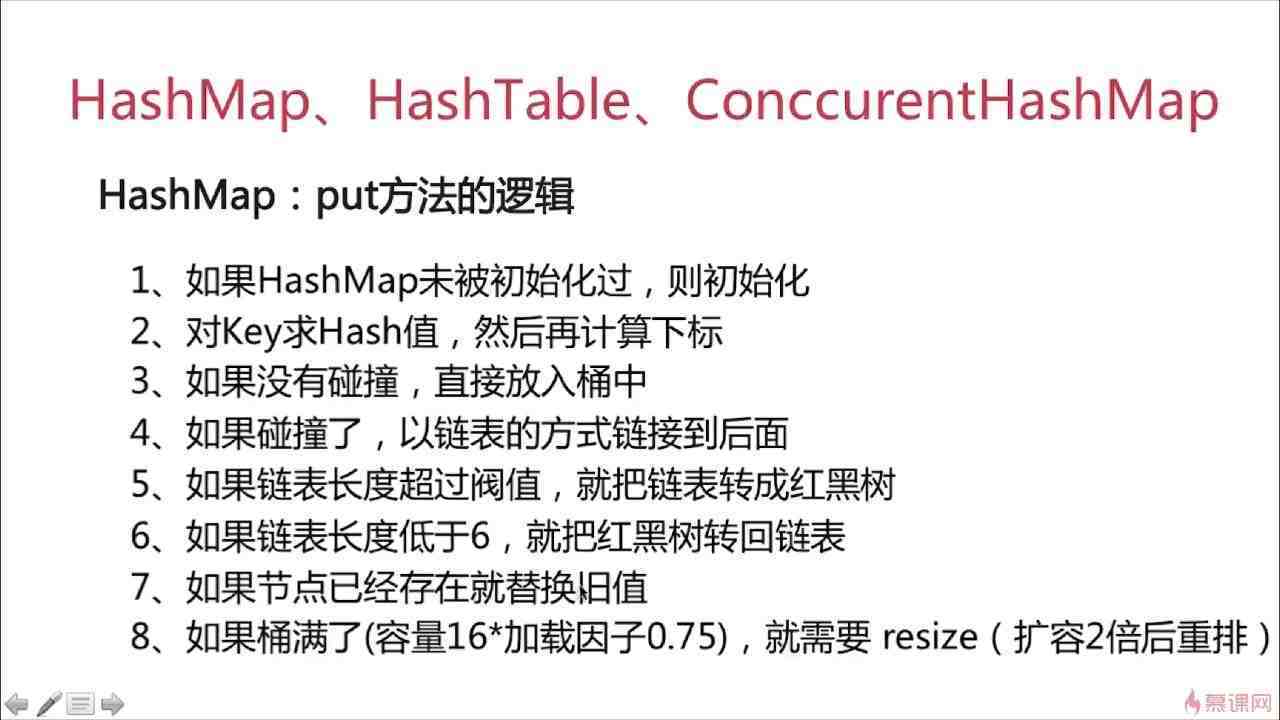 HashMap、HashTable、ConccurentHashMap
HashMap：put方法的逻辑
1、如果HashMap未被初始化过，则初始化
2、对Key求Hash值，然后再计算下标
3、如果没有碰撞，直接放入桶中
4、如果碰撞了，以链表的方式链接到后面
5、如果链表长度超过阀值，就把链表转成红黑树
6、如果链表长度低于6，就把红黑树转回链表
7、如果节点已经存在就替换旧值
8、如果桶满了(容量16*加载因子0.75)，就需要 resize（扩容2倍后重排）
慕课网